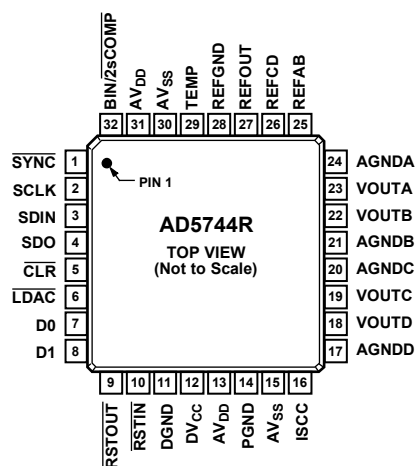 BIN/2sCOMP
AVDD
AVSS
TEMP
REFGND
REFOUT
REFCD
REFAB
32 31 30 29 28 27 26 25
SYNC 1
SCLK 2
SDIN 3
SDO 4
CLR 5
LDAC 6
D0 7
D1 8
PIN 1
AD5744R
TOP VIEW
(Not to Scale)
24 AGNDA
23 VOUTA
22 VOUTB
21 AGNDB
20 AGNDC
19 VOUTC
18 VOUTD
17 AGNDD
9 10 11 12 13 14 15 16
RSTOUT
RSTIN
DGND
DVCC
AVDD
PGND
AVSS
ISCC